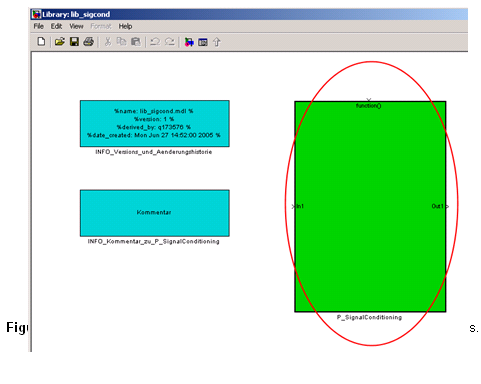 Library: lib_sigcond
File Edit View Format Help
%name: lib_sigcond.mdl %
%version: 1 %
%derived_by: q173576 %
%date_created: Mon Jun 27 14:52:00 2005 %
INFO_Versions_und_Aenderungshistorie
Kommentar
INFO_Kommentar_zu_P_SignalConditioning
function()
In1
Out1
P_SignalConditioning
s.